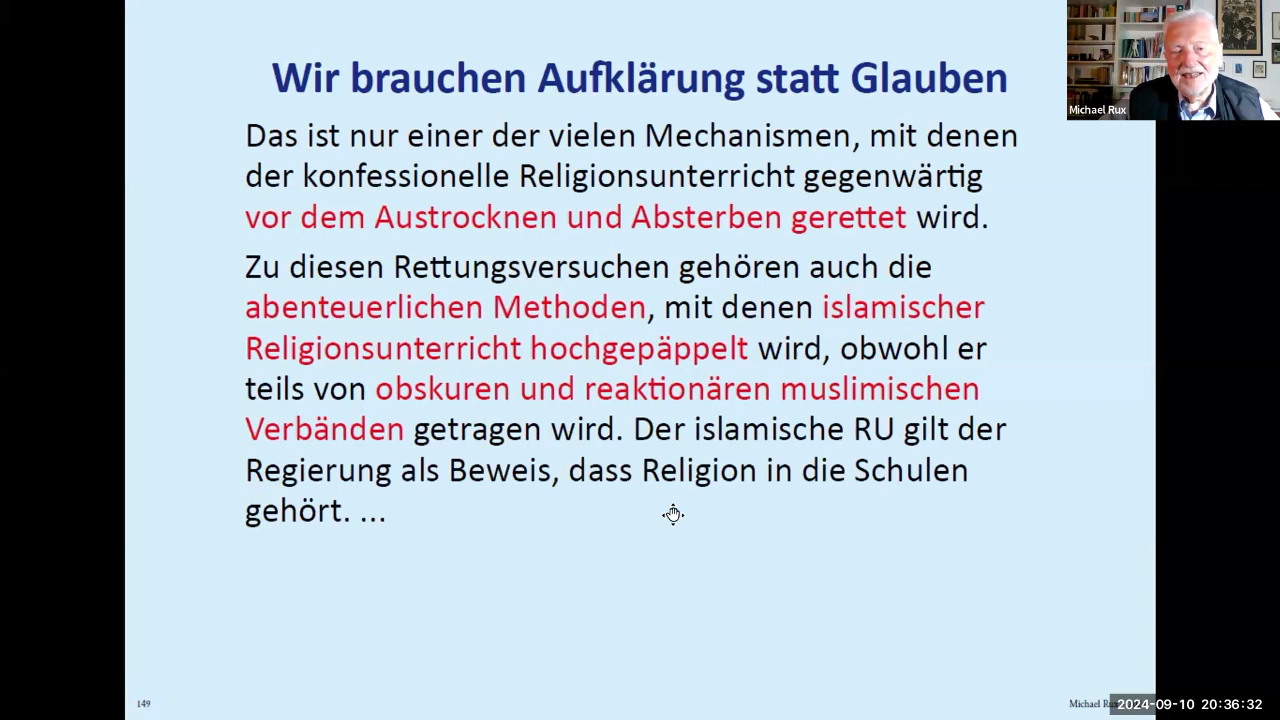 Wir brauchen Aufklärung statt Glauben
Das ist nur einer der vielen Mechanismen, mit denen
der konfessionelle Religionsunterricht gegenwärtig
vor dem Austrocknen und Absterben gerettet wird.
Zu diesen Rettungsversuchen gehören auch die
abenteuerlichen Methoden, mit denen islamischer
Religionsunterricht hochgepäppelt wird, obwohl er
teils von obskuren und reaktionären muslimischen
Verbänden getragen wird. Der islamische RU gilt der
Regierung als Beweis, dass Religion in die Schulen
gehört. ...
Michael Rux
149
Michael Rux
2024-09-10 20:36:32